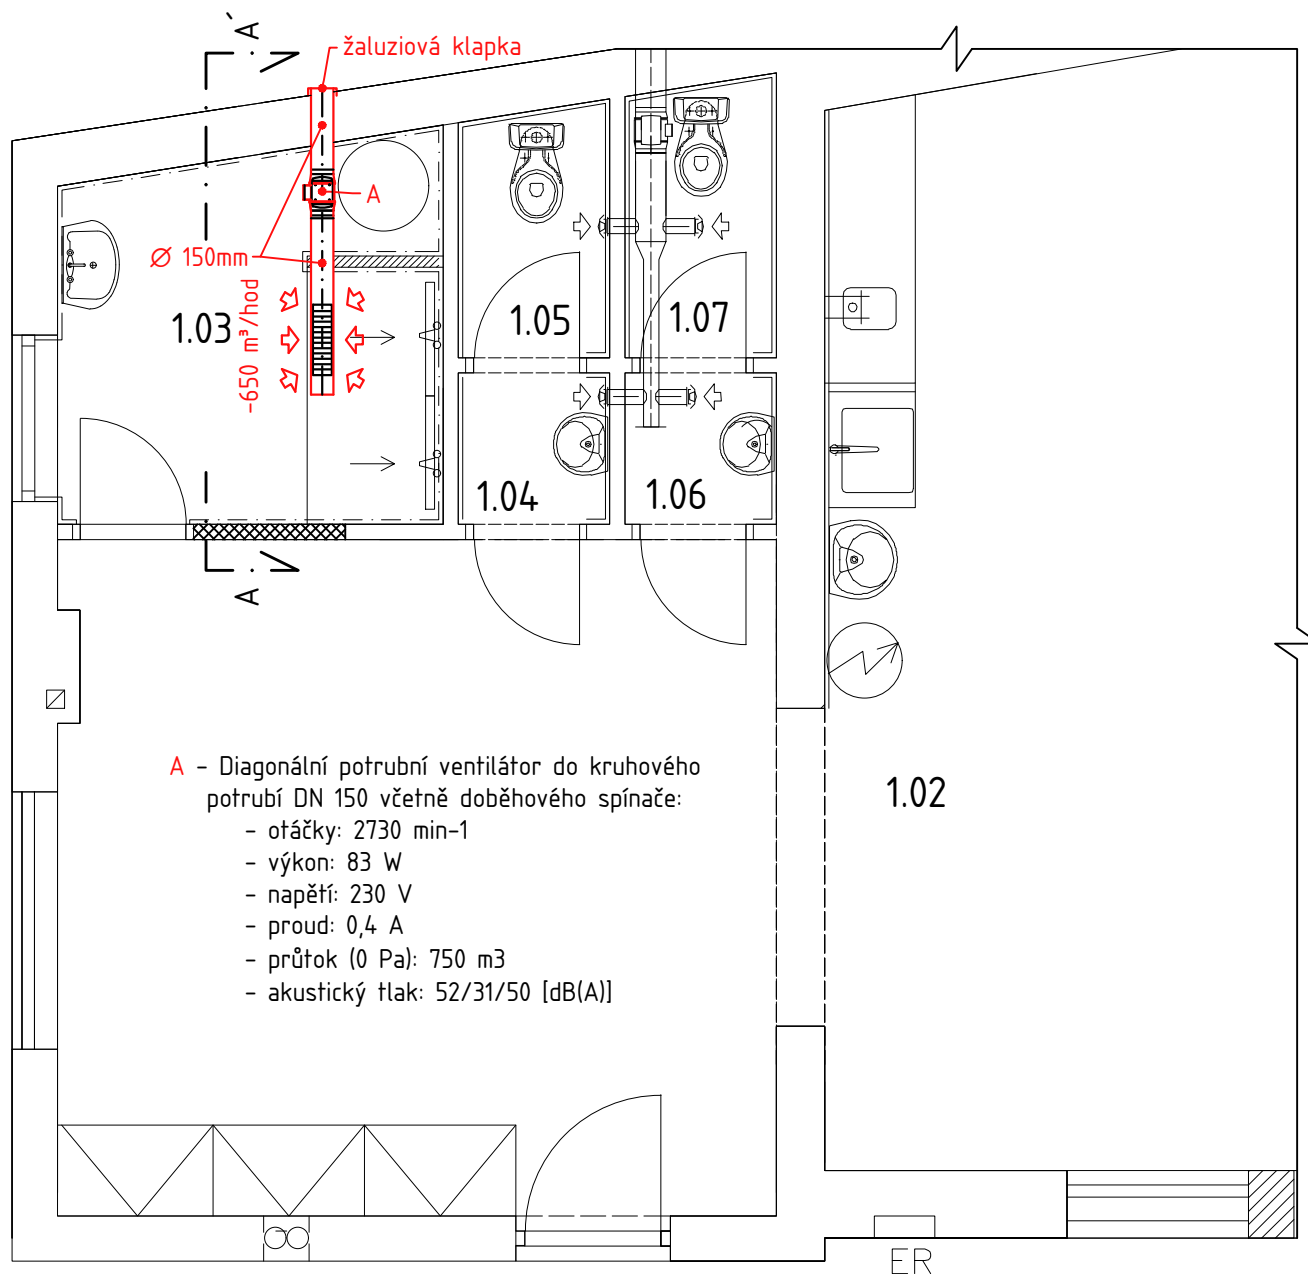 A´
žaluziová klapka
A
Ø 150mm
-650 m³/hod
1.03
1.05
1.07
1.04
1.06
A
A - Diagonální potrubní ventilátor do kruhového
potrubí DN 150 včetně doběhového spínače:
- otáčky: 2730 min-1
- výkon: 83 W
- napětí: 230 V
- proud: 0,4 A
- průtok (0 Pa): 750 m3
- akustický tlak: 52/31/50 [dB(A)]
1.02
ER